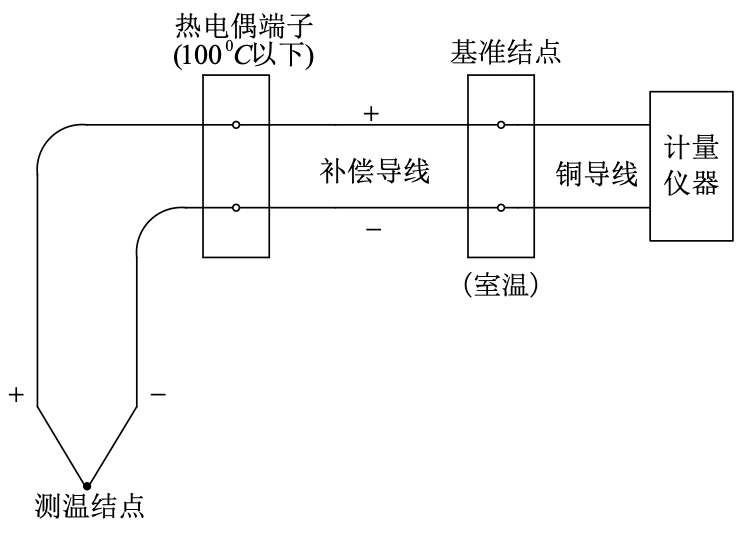 热电偶端子
(100⁰C以下)
基准结点
+
补偿导线
铜导线
计量
仪器
−
(室温)
+
−
测温结点